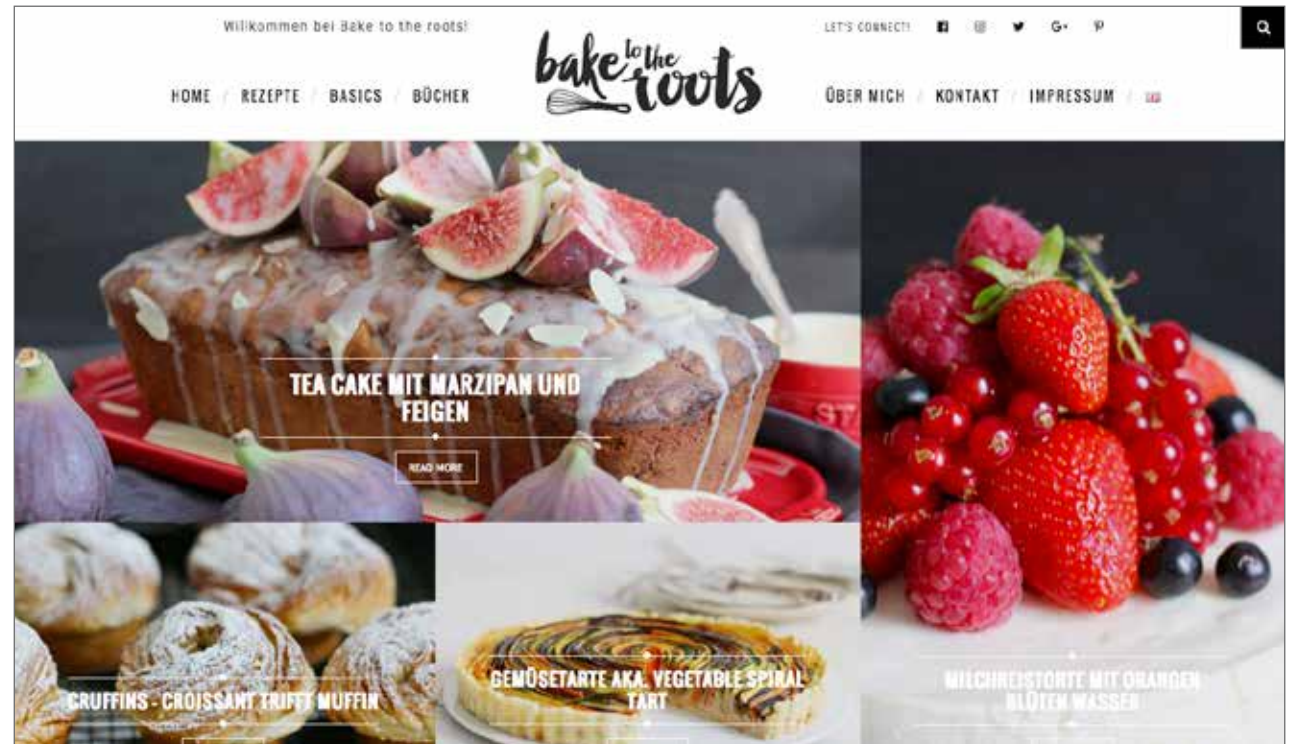 Willkommen bei Bake to the roots!
LET'S CONNECT!
bake to the roots
HOME / REZEPTE / BASICS / BÜCHER
ÜBER MICH / KONTAKT / IMPRESSUM /
STA
TEA CAKE MIT MARZIPAN UND
FEIGEN
READ MORE
CRUFFINS - CROISSANT TRIFFT MUFFIN
GEMÜSETARTE AKA. VEGETABLE SPIRAL
TART
MILCHREISTORTE MIT ORANGEN
BLÜTEN WASSER